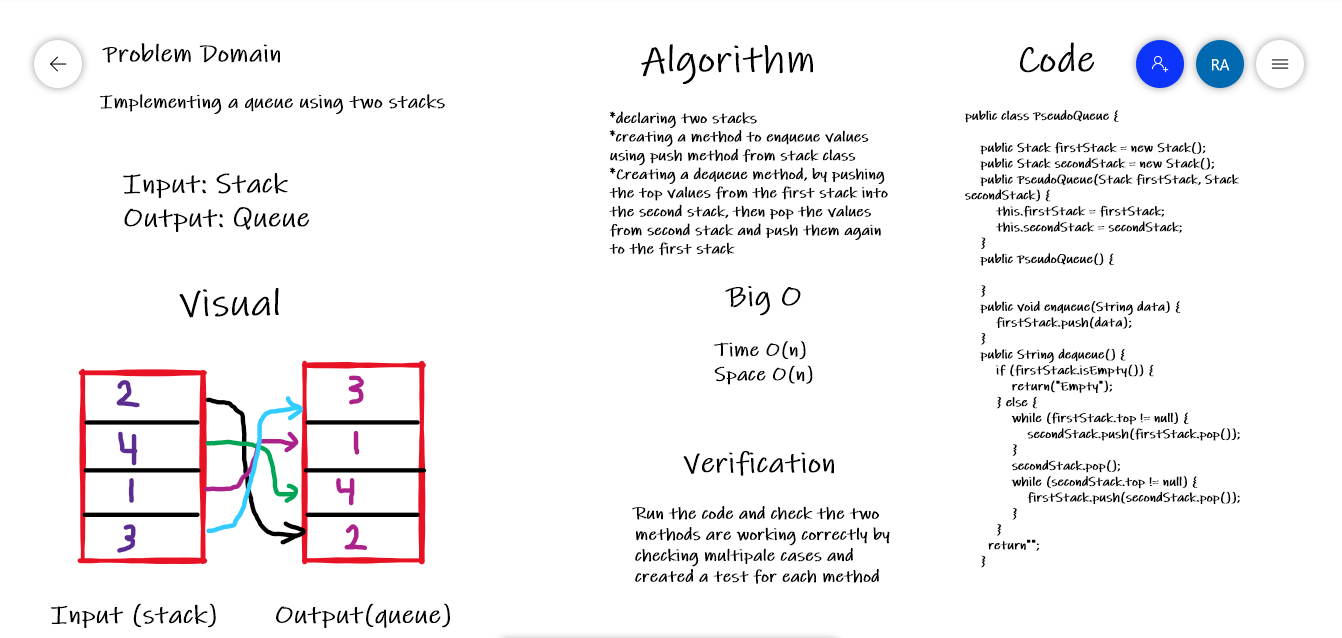 Problem Domain
Implementing a queue using two stacks
Input: Stack
Output: Queue
Visual
2
4
1
3
3
1
4
2
Input (stack)
Output(queue)
Algorithm
*declaring two stacks
*creating a method to enqueue values
using push method from stack class
*Creating a dequeue method, by pushing
the top values from the first stack into
the second stack, then pop the values
from second stack and push them again
to the first stack
Big O
Time O(n)
Space O(n)
Verification
Run the code and check the two
methods are working correctly by
checking multipale cases and
created a test for each method
Code
RA
public class PseudoQueue {
public Stack firstStack = new Stack();
public Stack secondStack = new Stack();
public PseudoQueue(Stack firstStack, Stack
secondStack) {
this.firstStack = firstStack;
this.secondStack = secondStack;
}
public PseudoQueue() {
}
public void enqueue(String data) {
firstStack.push(data);
}
public String dequeue() {
if (firstStack.isEmpty()) {
return("Empty");
} else {
while (firstStack.top != null) {
secondStack.push(firstStack.pop());
}
secondStack.pop();
while (secondStack.top != null) {
firstStack.push(secondStack.pop());
}
}
return"";
}